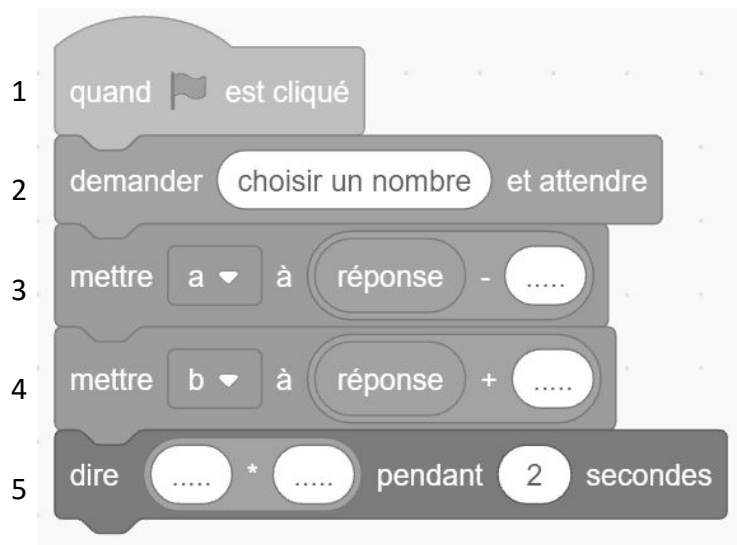 1 quand est cliqué
2 demander choisir un nombre et attendre
3 mettre a à réponse - .....
4 mettre b à réponse + .....
5 dire ..... * ..... pendant 2 secondes